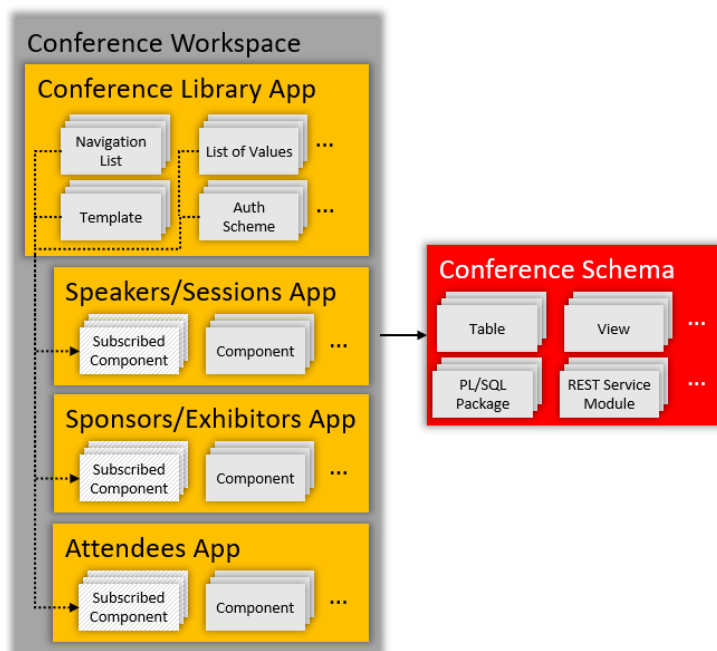 Conference Workspace
Conference Library App
Navigation
List
List of Values
...
Template
Auth
Scheme
...
Speakers/Sessions App
Subscribed
Component
Component
...
Sponsors/Exhibitors App
Subscribed
Component
Component
...
Attendees App
Subscribed
Component
Component
...
Conference Schema
Table
View
...
PL/SQL
Package
REST Service
Module
...